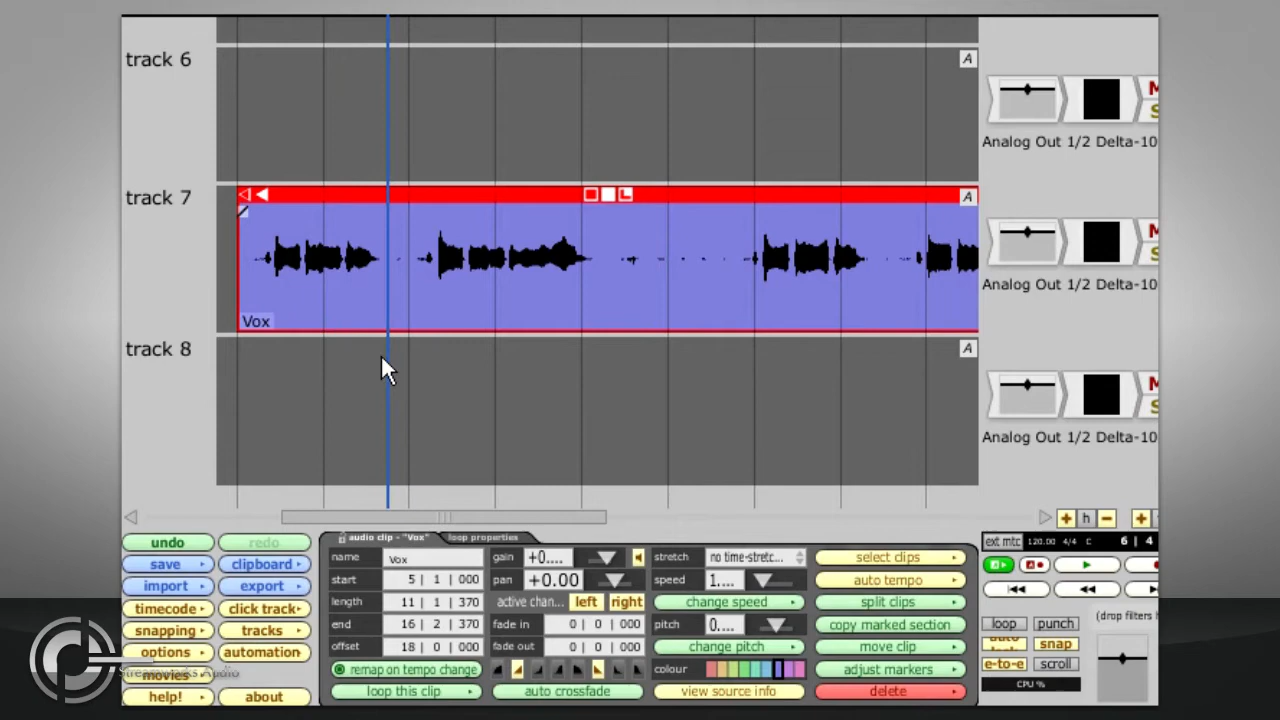 track 6
A
M
S
Analog Out 1/2 Delta-10
track 7
A
M
S
Analog Out 1/2 Delta-10
Vox
track 8
A
M
S
Analog Out 1/2 Delta-10
h
undo redo
save clipboard
import export
timecode click track
snapping tracks
options automation
movies
help! about
Streamworks Audio
audio clip - "Vox" loop properties
name Vox
start 5 | 1 | 000
length 11 | 1 | 370
end 16 | 2 | 370
offset 18 | 0 | 000
remap on tempo change
loop this clip
gain +0....
pan +0.00
active chan... left right
fade in 0 | 0 | 000
fade out 0 | 0 | 000
auto crossfade
stretch no time-stretc...
speed 1....
change speed
pitch 0....
change pitch
colour
view source info
select clips
auto tempo
split clips
copy marked section
move clip
adjust markers
delete
ext mtc 120.00 4/4 C 6 | 4
A
loop punch
snap
e-to-e scroll
CPU %
(drop filters h